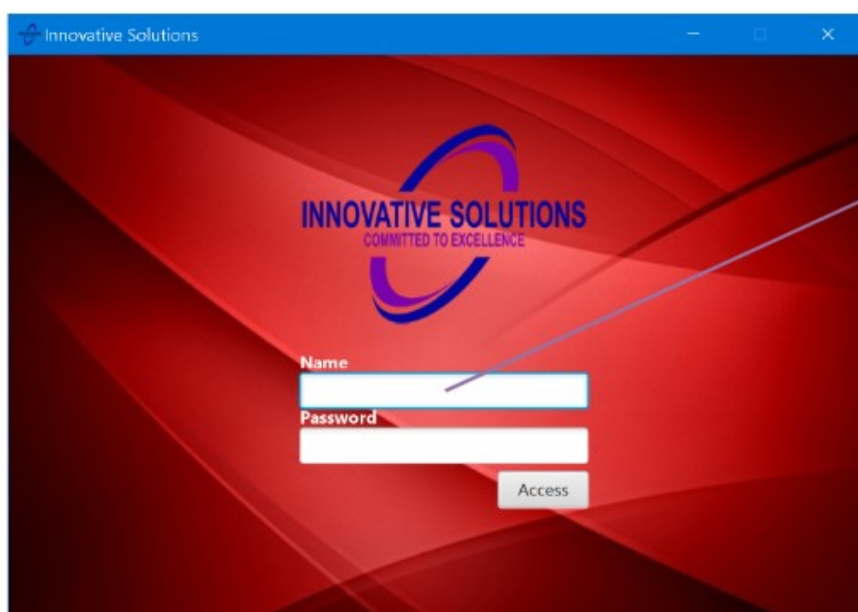 Innovative Solutions
INNOVATIVE SOLUTIONS
COMMITTED TO EXCELLENCE
Name
Password
Access